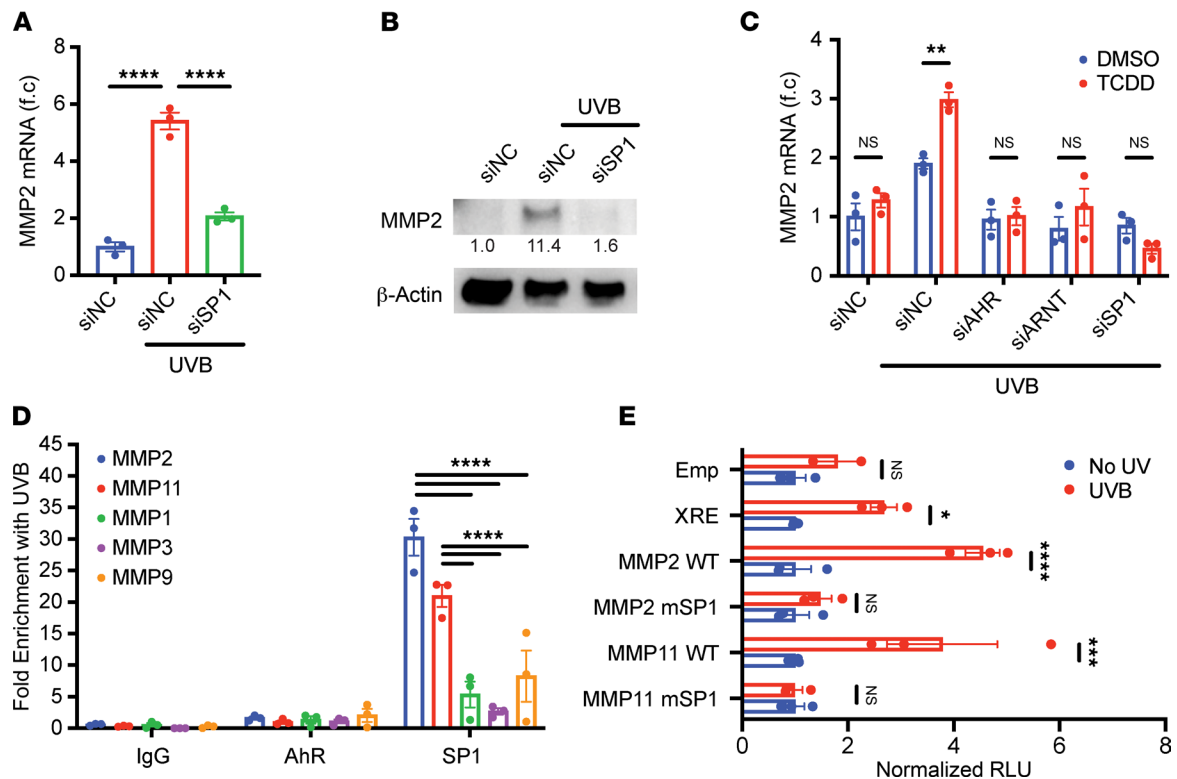 A
MMP2 mRNA (f.c)
8
6
4
2
0
****
****
siNC
siNC
siSP1
UVB
B
UVB
siNC
siNC
siSP1
MMP2
1.0
11.4
1.6
β-Actin
C
MMP2 mRNA (f.c)
4
3
2
1
0
DMSO
TCDD
NS
**
NS
NS
NS
siNC
siNC
siAHR
siARNT
siSP1
UVB
D
Fold Enrichment with UVB
45
40
35
30
25
20
15
10
5
0
MMP2
MMP11
MMP1
MMP3
MMP9
****
****
IgG
AhR
SP1
E
No UV
UVB
Emp
NS
XRE
*
MMP2 WT
****
MMP2 mSP1
NS
MMP11 WT
***
MMP11 mSP1
NS
0
2
4
6
8
Normalized RLU